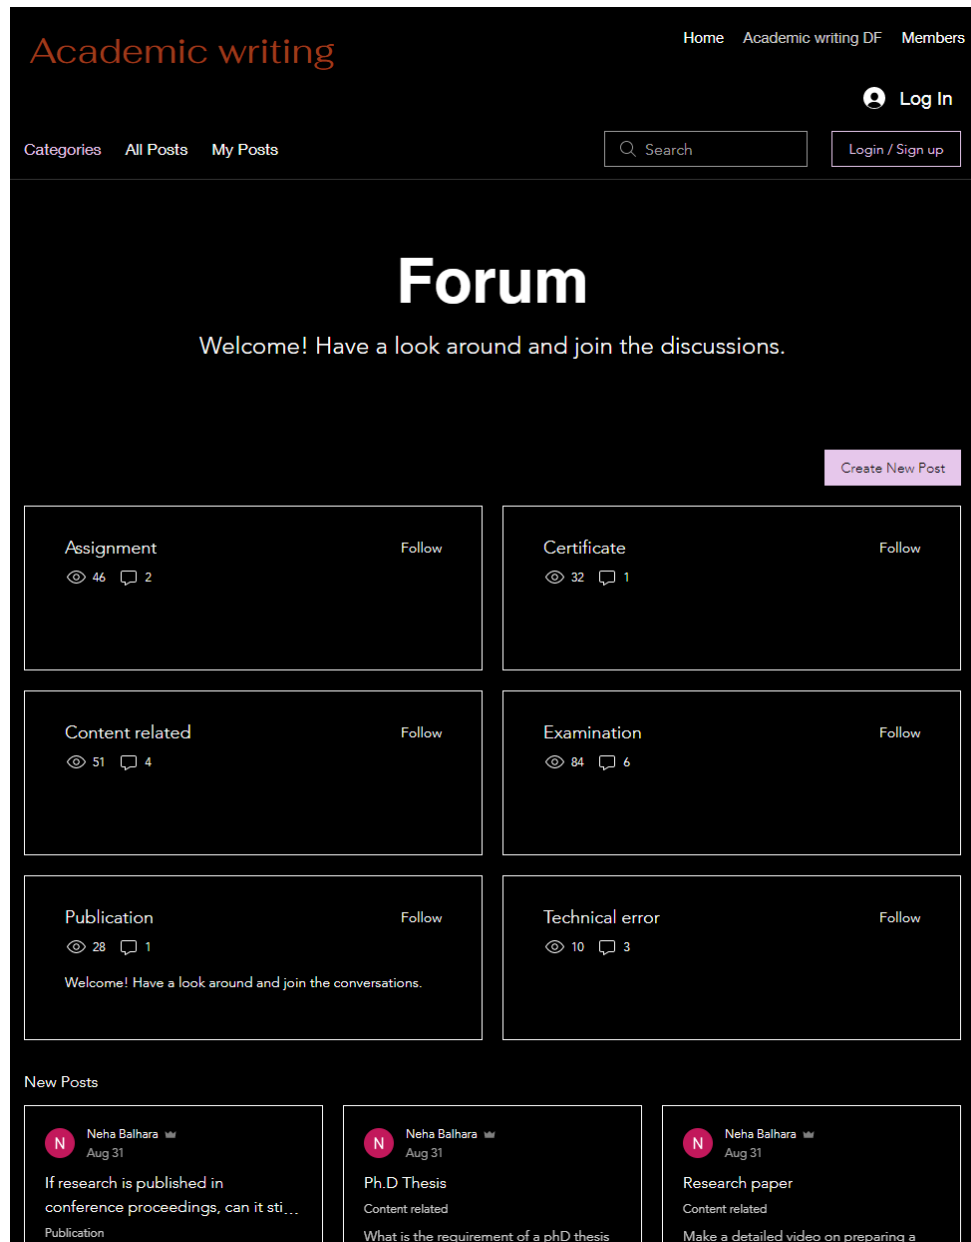 Academic writing
Home Academic writing DF Members
Log In
Categories All Posts My Posts
Search
Login / Sign up
Forum
Welcome! Have a look around and join the discussions.
Create New Post
Assignment Follow
46 2
Certificate Follow
32 1
Content related Follow
51 4
Examination Follow
84 6
Publication Follow
28 1
Welcome! Have a look around and join the conversations.
Technical error Follow
10 3
New Posts
N Neha Balhara
Aug 31
If research is published in
conference proceedings, can it sti...
Publication
N Neha Balhara
Aug 31
Ph.D Thesis
Content related
What is the requirement of a phD thesis
N Neha Balhara
Aug 31
Research paper
Content related
Make a detailed video on preparing a